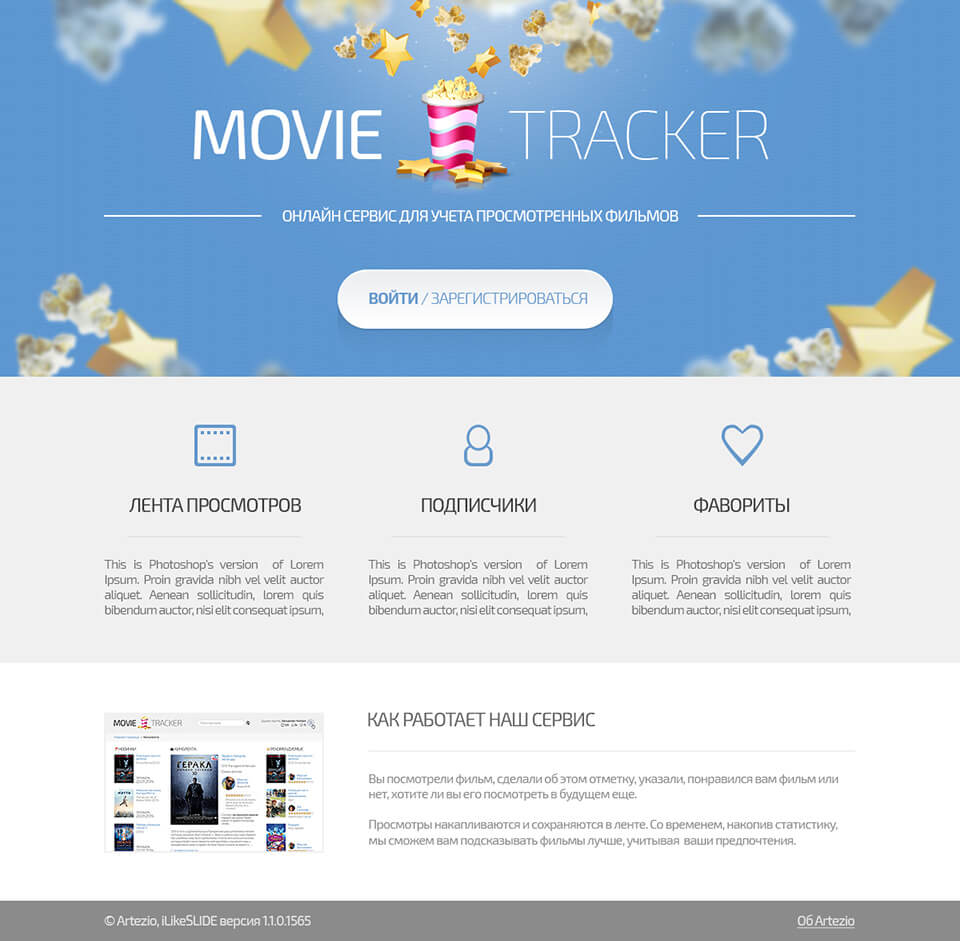 MOVIE TRACKER
ОНЛАЙН СЕРВИС ДЛЯ УЧЕТА ПРОСМОТРЕННЫХ ФИЛЬМОВ
ВОЙТИ / ЗАРЕГИСТРИРОВАТЬСЯ
ЛЕНТА ПРОСМОТРОВ
This is Photoshop's version of Lorem
Ipsum. Proin gravida nibh vel velit auctor
aliquet. Aenean sollicitudin, lorem quis
bibendum auctor, nisi elit consequat ipsum,
ПОДПИСЧИКИ
This is Photoshop's version of Lorem
Ipsum. Proin gravida nibh vel velit auctor
aliquet. Aenean sollicitudin, lorem quis
bibendum auctor, nisi elit consequat ipsum,
ФАВОРИТЫ
This is Photoshop's version of Lorem
Ipsum. Proin gravida nibh vel velit auctor
aliquet. Aenean sollicitudin, lorem quis
bibendum auctor, nisi elit consequat ipsum,
MOVIE TRACKER
НОВИНКИ
КИНОЛЕНТА
РЕКОМЕНДУЕМЫЕ
ГЕРАКЛ
КАК РАБОТАЕТ НАШ СЕРВИС
Вы посмотрели фильм, сделали об этом отметку, указали, понравился вам фильм или
нет, хотите ли вы его посмотреть в будущем еще.
Просмотры накапливаются и сохраняются в ленте. Со временем, накопив статистику,
мы сможем вам подсказывать фильмы лучше, учитывая ваши предпочтения.
© Artezio, iLikeSLIDE версия 1.1.0.1565
Об Artezio